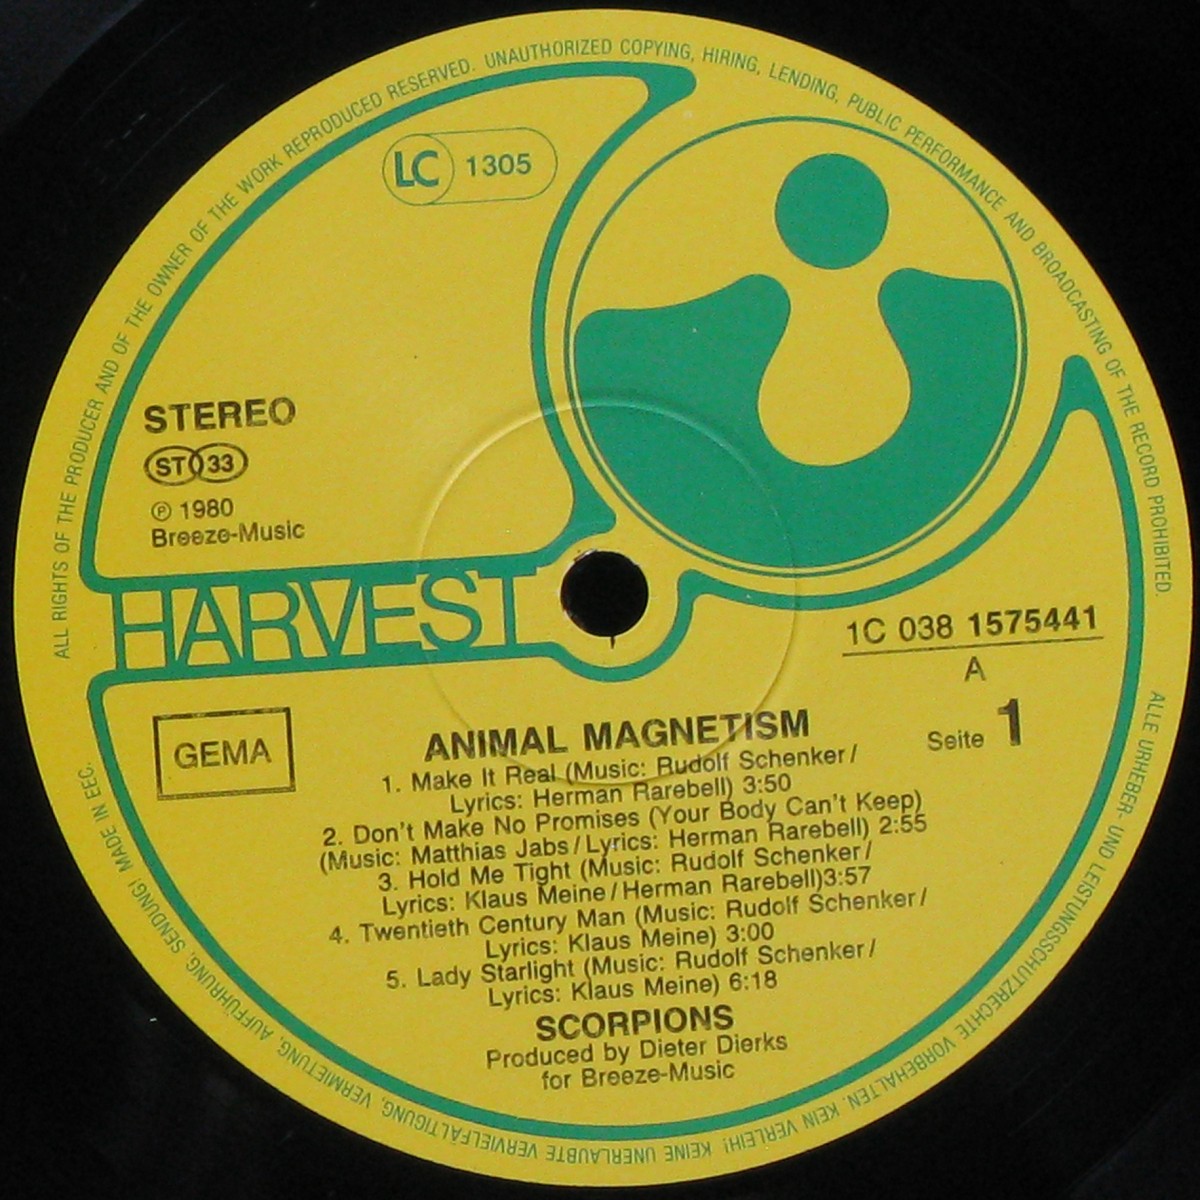 ALL RIGHTS OF THE PRODUCER AND OF THE OWNER OF THE WORK REPRODUCED RESERVED. UNAUTHORIZED COPYING, HIRING, LENDING, PUBLIC PERFORMANCE AND BROADCASTING OF THE RECORD PROHIBITED.
LC 1305
STEREO
ST 33
℗ 1980
Breeze-Music
HARVEST
1C 038 1575441
A
Seite 1
GEMA
ANIMAL MAGNETISM
1. Make It Real (Music: Rudolf Schenker/
Lyrics: Herman Rarebell) 3:50
2. Don't Make No Promises (Your Body Can't Keep)
(Music: Matthias Jabs/Lyrics: Herman Rarebell) 2:55
3. Hold Me Tight (Music: Rudolf Schenker/
Lyrics: Klaus Meine/Herman Rarebell)3:57
4. Twentieth Century Man (Music: Rudolf Schenker/
Lyrics: Klaus Meine) 3:00
5. Lady Starlight (Music: Rudolf Schenker/
Lyrics: Klaus Meine) 6:18
SCORPIONS
Produced by Dieter Dierks
for Breeze-Music
ALLE URHEBER- UND LEISTUNGSSCHUTZRECHTE VORBEHALTEN. KEIN VERLEIH! KEINE UNERLAUBTE VERVIELFÄLTIGUNG, VERMIETUNG, AUFFÜHRUNG, SENDUNG! MADE IN EEC.